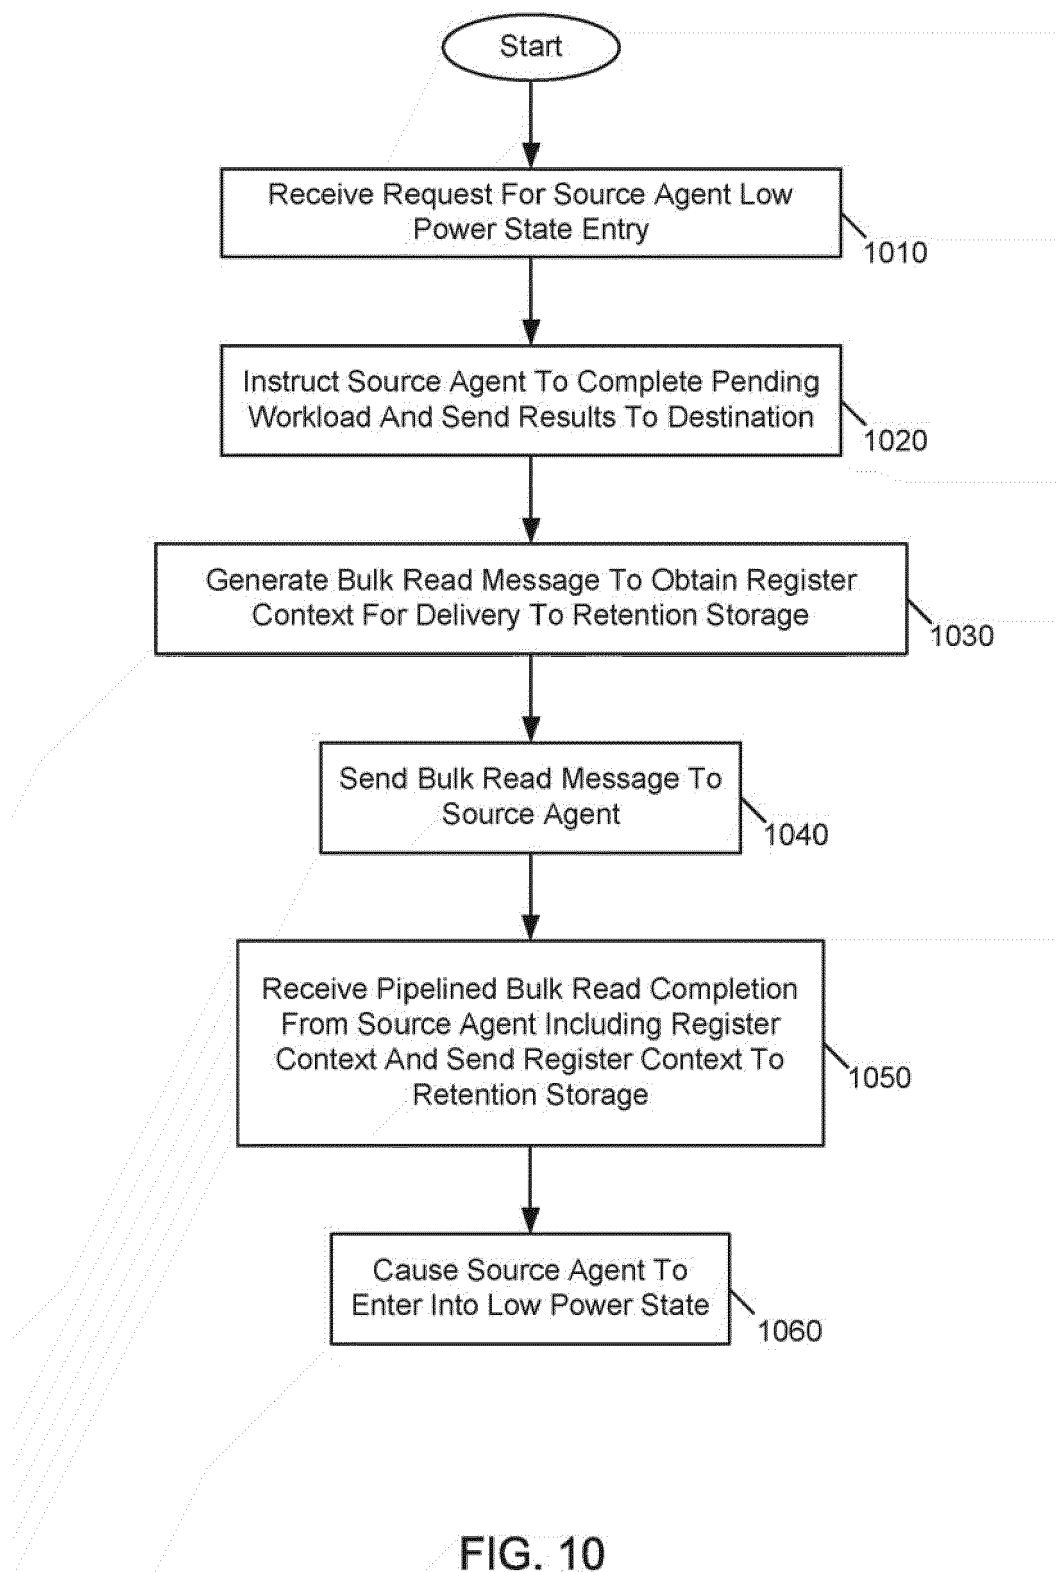 Start
Receive Request For Source Agent Low
Power State Entry
1010
Instruct Source Agent To Complete Pending
Workload And Send Results To Destination
1020
Generate Bulk Read Message To Obtain Register
Context For Delivery To Retention Storage
1030
Send Bulk Read Message To
Source Agent
1040
Receive Pipelined Bulk Read Completion
From Source Agent Including Register
Context And Send Register Context To
Retention Storage
1050
Cause Source Agent To
Enter Into Low Power State
1060
FIG. 10